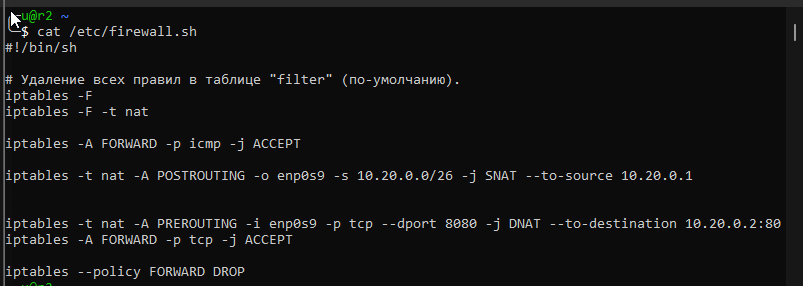 u@r2 ~
$ cat /etc/firewall.sh
#!/bin/sh
# Удаление всех правил в таблице "filter" (по-умолчанию).
iptables -F
iptables -F -t nat
iptables -A FORWARD -p icmp -j ACCEPT
iptables -t nat -A POSTROUTING -o enp0s9 -s 10.20.0.0/26 -j SNAT --to-source 10.20.0.1
iptables -t nat -A PREROUTING -i enp0s9 -p tcp --dport 8080 -j DNAT --to-destination 10.20.0.2:80
iptables -A FORWARD -p tcp -j ACCEPT
iptables --policy FORWARD DROP